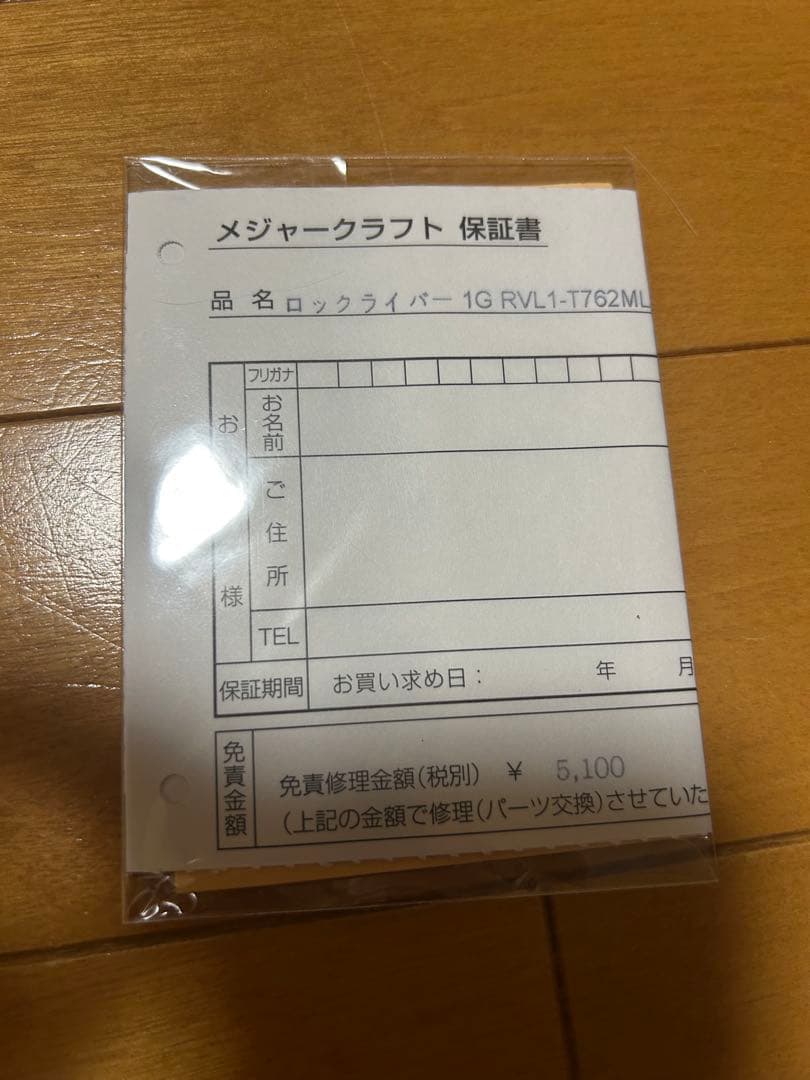 メジャークラフト 保証書
品 名 ロックライバー 1G RVL1-T762ML
お様
フリガナ
お名前
ご住所
TEL
保証期間 お買い求め日: 年 月
免責金額
免責修理金額(税別) ¥ 5,100
(上記の金額で修理(パーツ交換)させていた